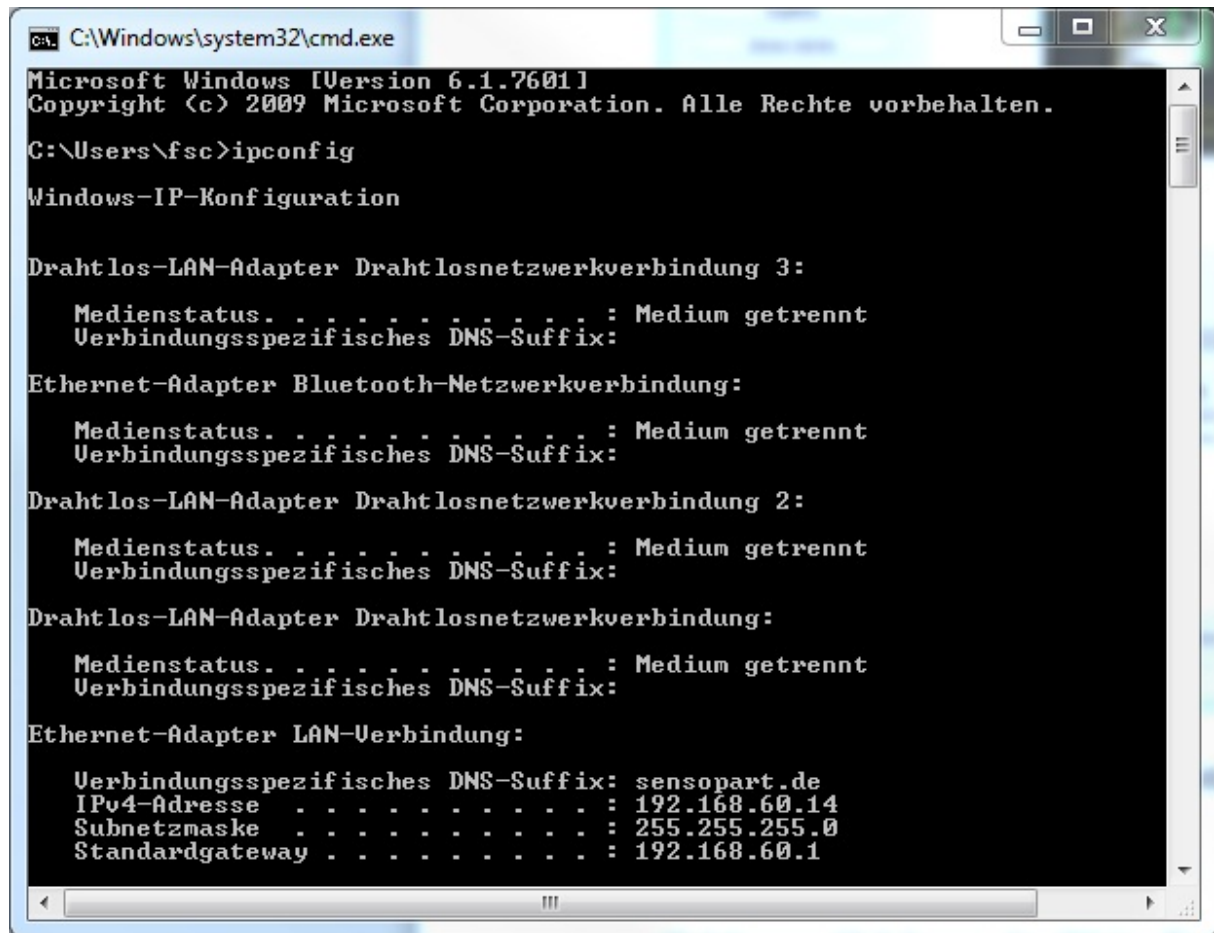 C:\Windows\system32\cmd.exe
Microsoft Windows [Version 6.1.7601]
Copyright (c) 2009 Microsoft Corporation. Alle Rechte vorbehalten.
C:\Users\fsc>ipconfig
Windows-IP-Konfiguration
Drahtlos-LAN-Adapter Drahtlosnetzwerkverbindung 3:
Medienstatus. . . . . . . . . . . : Medium getrennt
Verbindungsspezifisches DNS-Suffix:
Ethernet-Adapter Bluetooth-Netzwerkverbindung:
Medienstatus. . . . . . . . . . . : Medium getrennt
Verbindungsspezifisches DNS-Suffix:
Drahtlos-LAN-Adapter Drahtlosnetzwerkverbindung 2:
Medienstatus. . . . . . . . . . . : Medium getrennt
Verbindungsspezifisches DNS-Suffix:
Drahtlos-LAN-Adapter Drahtlosnetzwerkverbindung:
Medienstatus. . . . . . . . . . . : Medium getrennt
Verbindungsspezifisches DNS-Suffix:
Ethernet-Adapter LAN-Verbindung:
Verbindungsspezifisches DNS-Suffix: sensopart.de
IPv4-Adresse  . . . . . . . . . . : 192.168.60.14
Subnetzmaske  . . . . . . . . . . : 255.255.255.0
Standardgateway . . . . . . . . . : 192.168.60.1